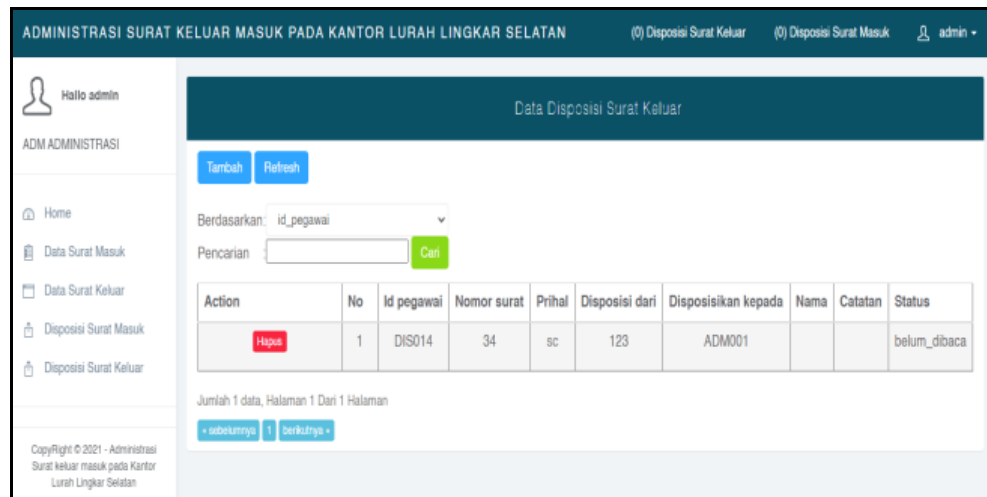 ADMINISTRASI SURAT KELUAR MASUK PADA KANTOR LURAH LINGKAR SELATAN (0) Disposisi Surat Keluar (0) Disposisi Surat Masuk admin
Hallo admin
ADM ADMINISTRASI
Home
Data Surat Masuk
Data Surat Keluar
Disposisi Surat Masuk
Disposisi Surat Keluar
CopyRight © 2021 - Administrasi
Surat keluar masuk pada Kantor
Lurah Lingkar Selatan
Data Disposisi Surat Keluar
Tambah Refresh
Berdasarkan: id_pegawai
Pencarian : Cari
Action No Id pegawai Nomor surat Prihal Disposisi dari Disposisikan kepada Nama Catatan Status
Hapus 1 DIS014 34 sc 123 ADM001 belum_dibaca
Jumlah 1 data, Halaman 1 Dari 1 Halaman
« sebelumnya 1 berikutnya »